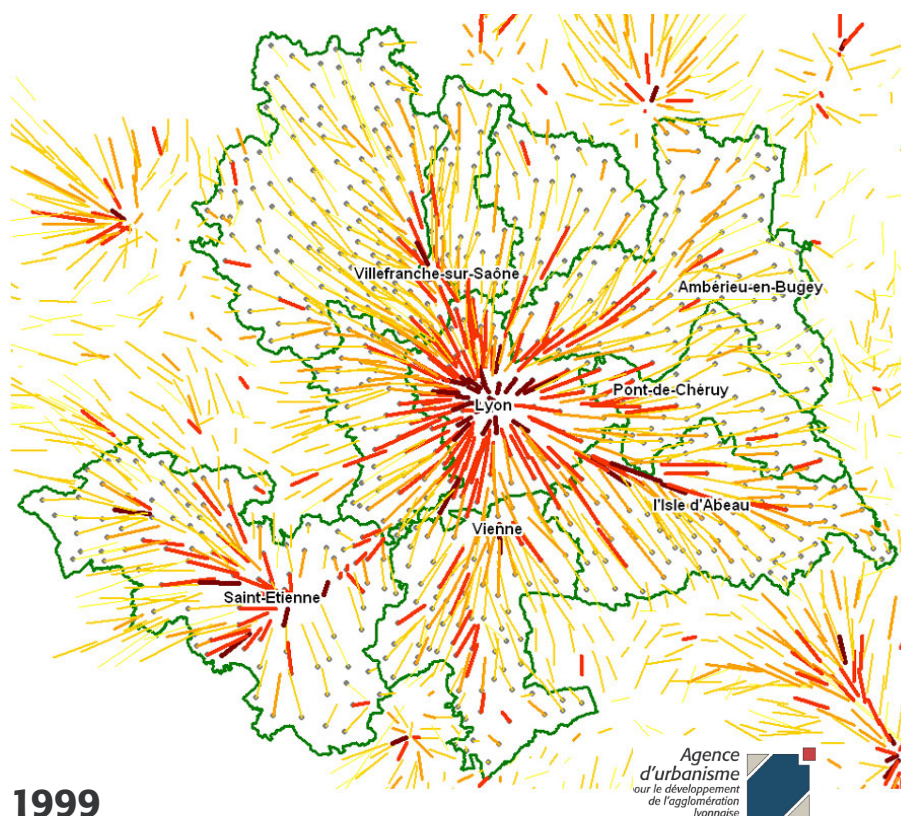 Villefranche-sur-Saône
Ambérieu-en-Bugey
Pont-de-Chéruy
Lyon
l'Isle d'Abeau
Vienne
Saint-Etienne
Agence
d'urbanisme
our le développement
de l'agglomération
lyonnaise
1999